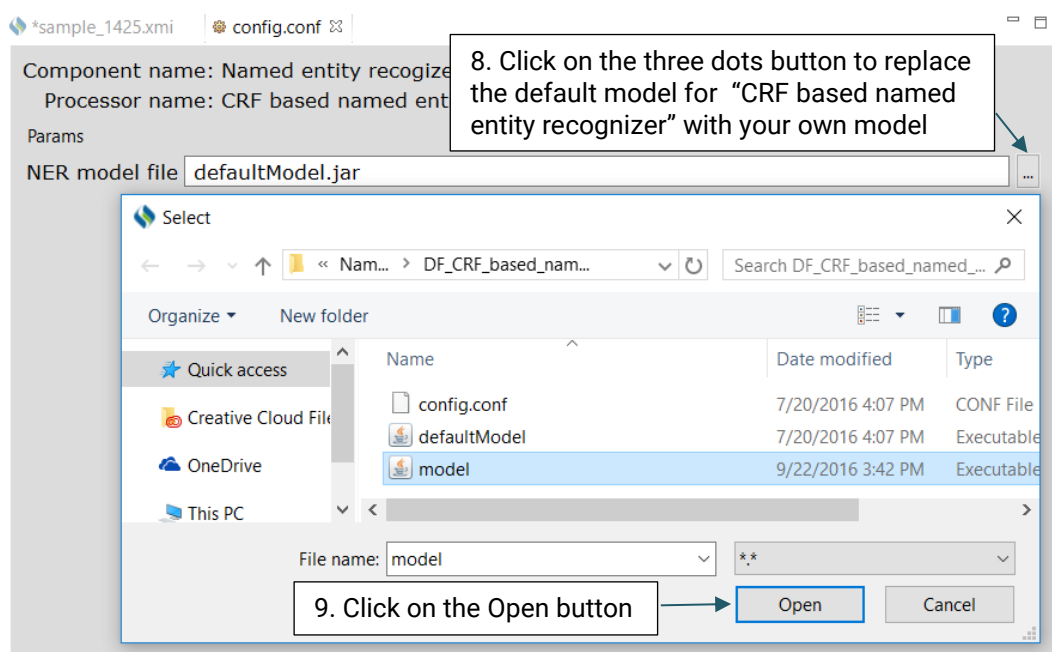 *sample_1425.xmi
config.conf
Component name: Named entity recogize
8. Click on the three dots button to replace
the default model for “CRF based named
entity recognizer” with your own model
Processor name: CRF based named ent
Params
NER model file
defaultModel.jar
...
Select
« Nam... > DF_CRF_based_nam...
Search DF_CRF_based_named_...
Organize
New folder
?
Quick access
Creative Cloud File
OneDrive
This PC
Name
Date modified
Type
config.conf
7/20/2016 4:07 PM
CONF File
defaultModel
7/20/2016 4:07 PM
Executable
model
9/22/2016 3:42 PM
Executable
File name:
model
*.*
9. Click on the Open button
Open
Cancel